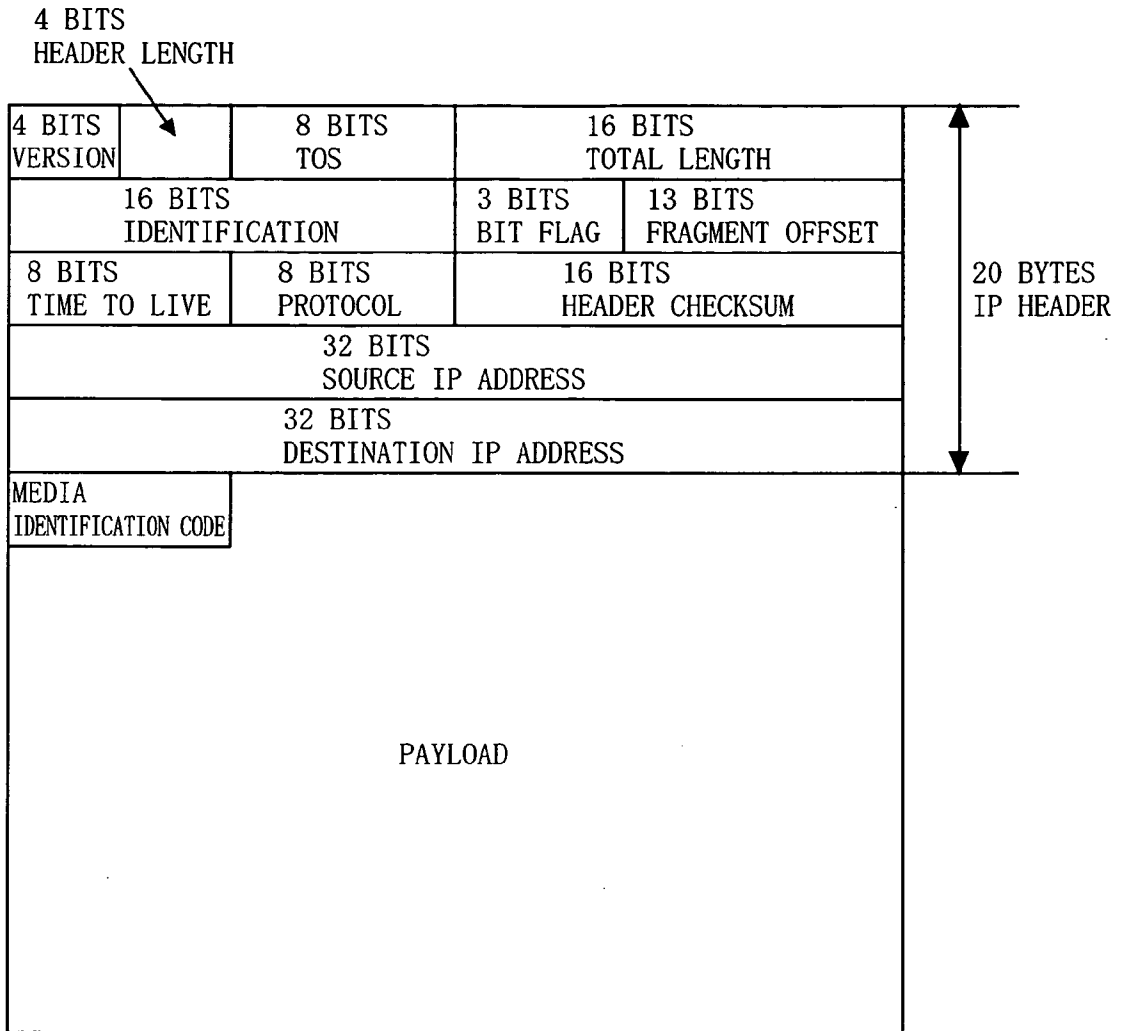 4 BITS
HEADER LENGTH
4 BITS
VERSION
8 BITS
TOS
16 BITS
TOTAL LENGTH
16 BITS
IDENTIFICATION
3 BITS
BIT FLAG
13 BITS
FRAGMENT OFFSET
8 BITS
TIME TO LIVE
8 BITS
PROTOCOL
16 BITS
HEADER CHECKSUM
20 BYTES
IP HEADER
32 BITS
SOURCE IP ADDRESS
32 BITS
DESTINATION IP ADDRESS
MEDIA
IDENTIFICATION CODE
PAYLOAD